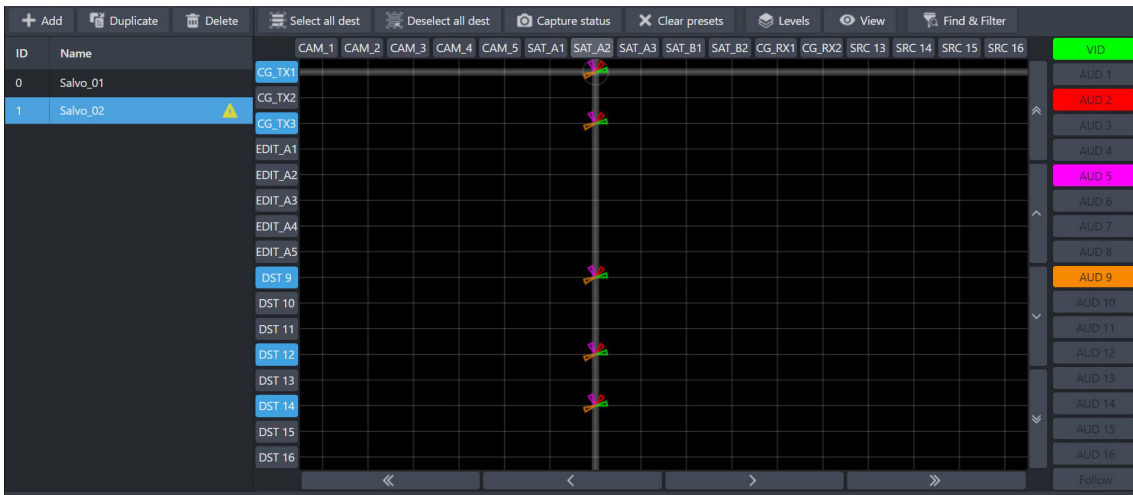 Add Duplicate Delete Select all dest Deselect all dest Capture status Clear presets Levels View Find & Filter
ID Name
0 Salvo_01
1 Salvo_02
CAM_1 CAM_2 CAM_3 CAM_4 CAM_5 SAT_A1 SAT_A2 SAT_A3 SAT_B1 SAT_B2 CG_RX1 CG_RX2 SRC 13 SRC 14 SRC 15 SRC 16
CG_TX1
CG_TX2
CG_TX3
EDIT_A1
EDIT_A2
EDIT_A3
EDIT_A4
EDIT_A5
DST 9
DST 10
DST 11
DST 12
DST 13
DST 14
DST 15
DST 16
VID
AUD 1
AUD 2
AUD 3
AUD 4
AUD 5
AUD 6
AUD 7
AUD 8
AUD 9
AUD 10
AUD 11
AUD 12
AUD 13
AUD 14
AUD 15
AUD 16
Follow